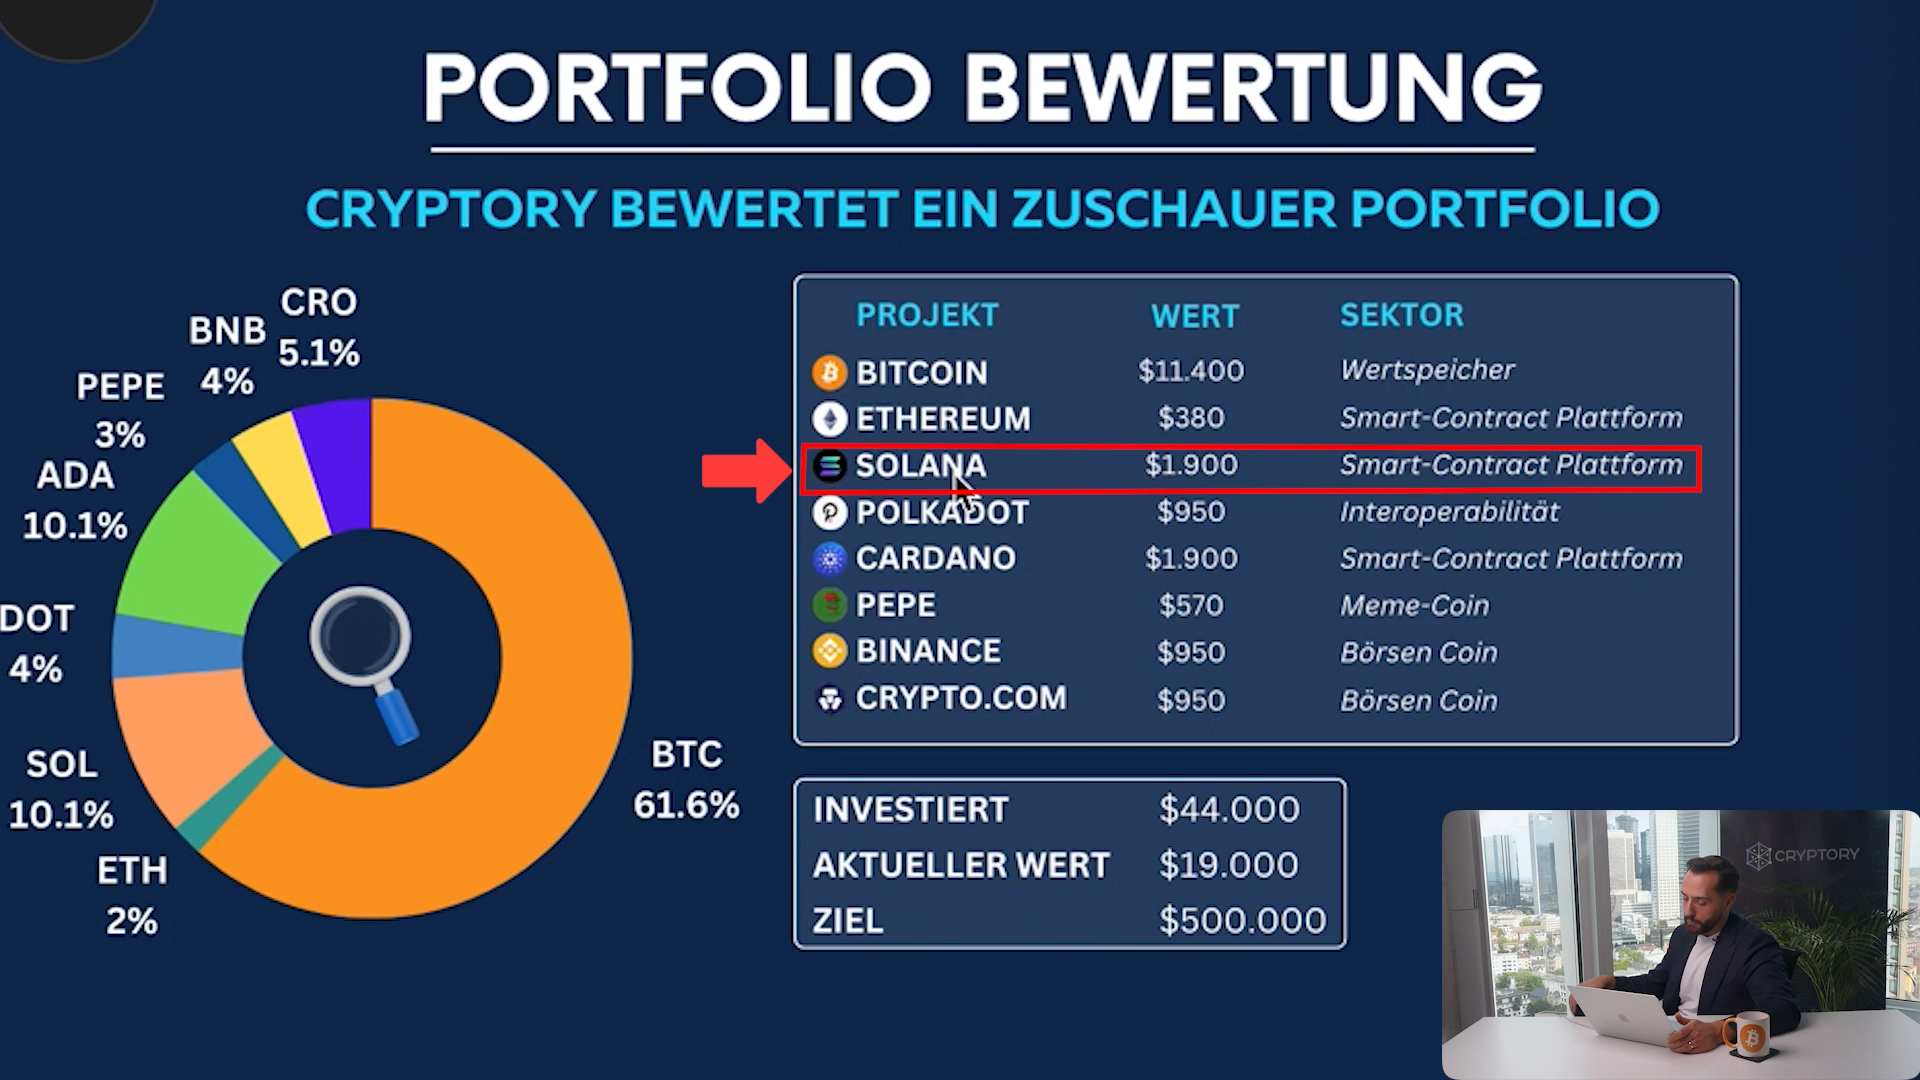 PORTFOLIO BEWERTUNG
CRYPTORY BEWERTET EIN ZUSCHAUER PORTFOLIO
CRO
5.1%
BNB
4%
PEPE
3%
ADA
10.1%
DOT
4%
SOL
10.1%
ETH
2%
BTC
61.6%
PROJEKT WERT SEKTOR
BITCOIN $11.400 Wertspeicher
ETHEREUM $380 Smart-Contract Plattform
SOLANA $1.900 Smart-Contract Plattform
POLKADOT $950 Interoperabilität
CARDANO $1.900 Smart-Contract Plattform
PEPE $570 Meme-Coin
BINANCE $950 Börsen Coin
CRYPTO.COM $950 Börsen Coin
INVESTIERT $44.000
AKTUELLER WERT $19.000
ZIEL $500.000
CRYPTORY